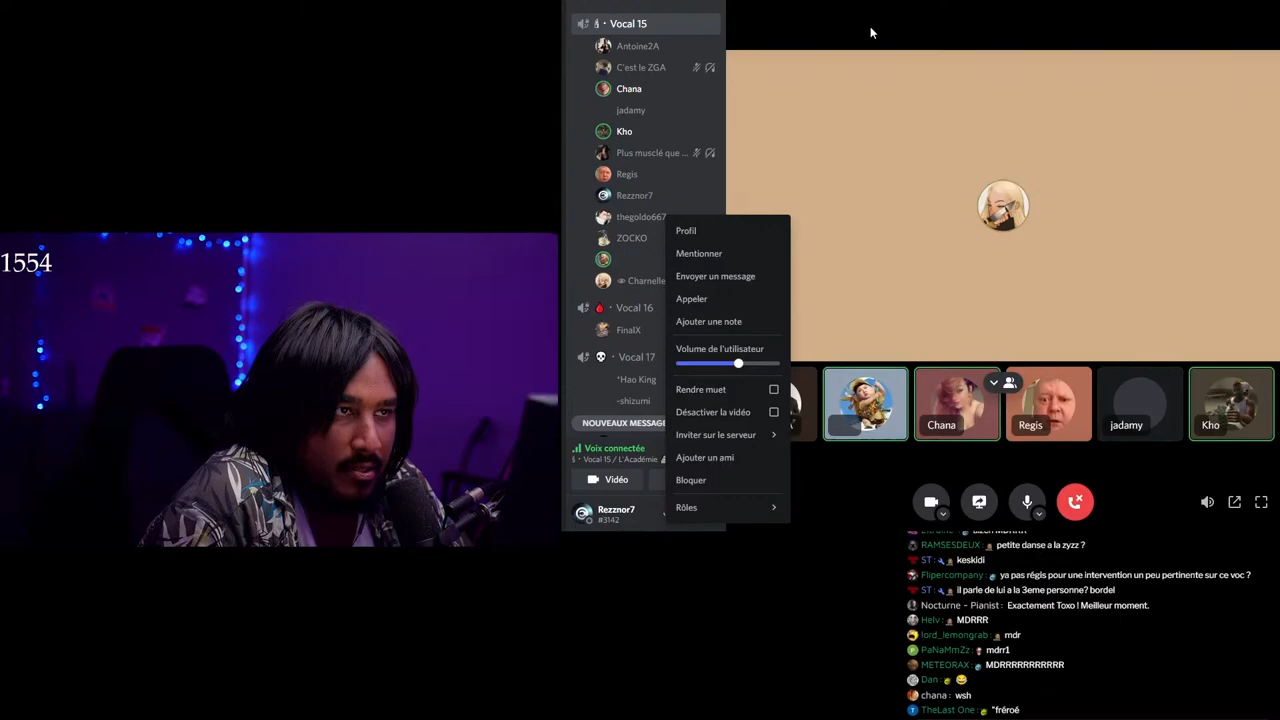 1554
Vocal 15
Antoine2A
C'est le ZGA
Chana
jadamy
Kho
Plus musclé que ...
Regis
Rezznor7
thegoldo667
ZOCKO
Charnelle
Vocal 16
FinalX
Vocal 17
*Hao King
-shizumi
NOUVEAUX MESSAGE
Voix connectée
Vocal 15 / L'Académie
Vidéo
Rezznor7
#3142
Profil
Mentionner
Envoyer un message
Appeler
Ajouter une note
Volume de l'utilisateur
Rendre muet
Désactiver la vidéo
Inviter sur le serveur
Ajouter un ami
Bloquer
Rôles
Chana
Regis
jadamy
Kho
RAMSESDEUX : petite danse a la zyzz ?
ST : keskidi
Flipercompany : ya pas régis pour une intervention un peu pertinente sur ce voc ?
ST : il parle de lui a la 3eme personne? bordel
Nocturne - Pianist : Exactement Toxo ! Meilleur moment.
Helv : MDRRR
lord_lemongrab : mdr
PaNaMmZz : mdrr1
METEORAX : MDRRRRRRRRRRR
Dan : 😂
chana : wsh
TheLast One : "fréroé